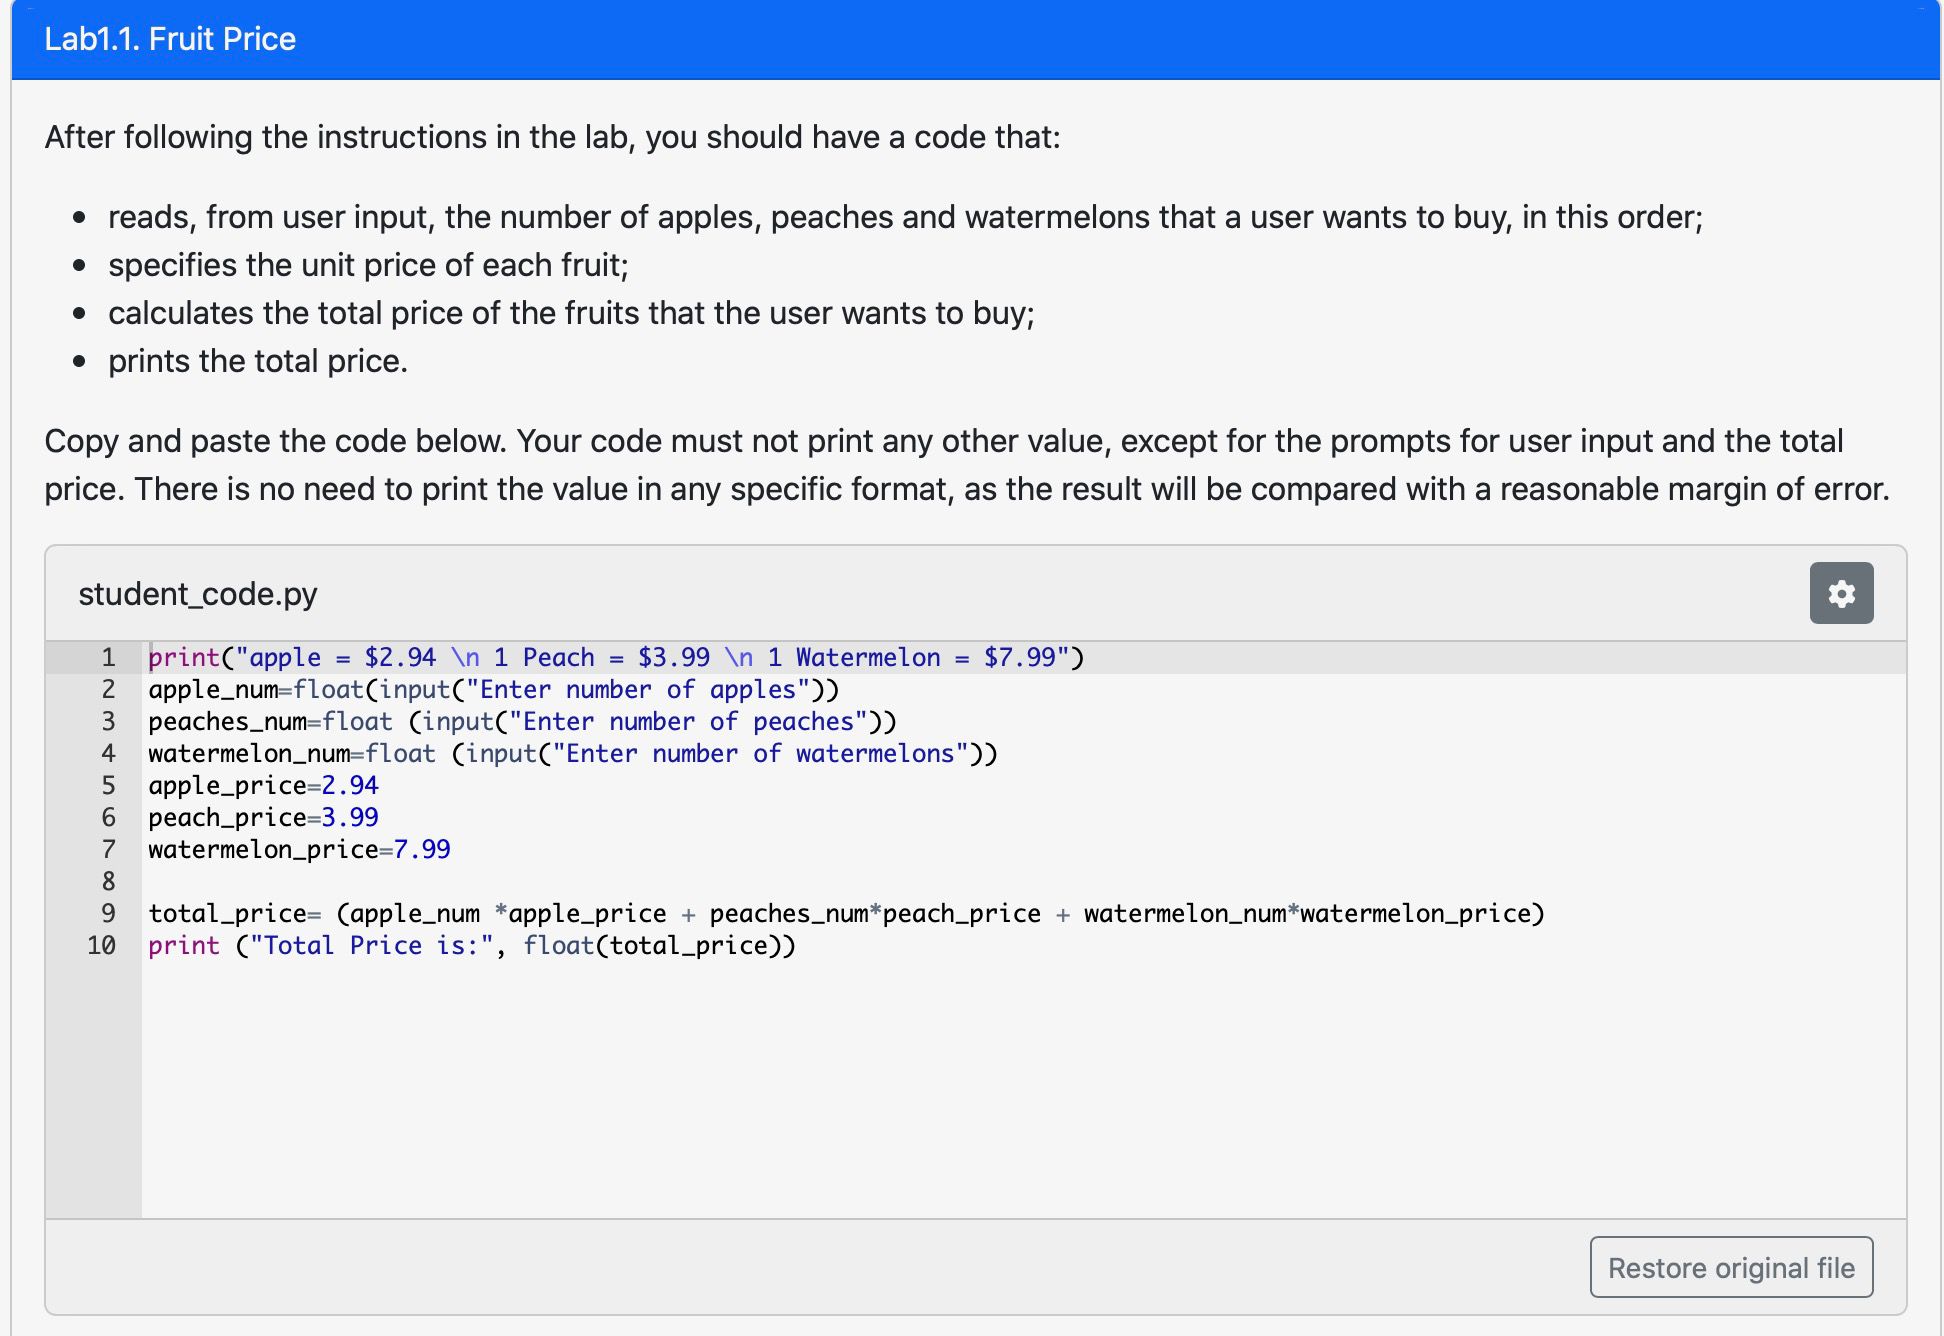 Lab1.1. Fruit Price
After following the instructions in the lab, you should have a code that:
• reads, from user input, the number of apples, peaches and watermelons that a user wants to buy, in this order;
• specifies the unit price of each fruit;
• calculates the total price of the fruits that the user wants to buy;
• prints the total price.
Copy and paste the code below. Your code must not print any other value, except for the prompts for user input and the total
price. There is no need to print the value in any specific format, as the result will be compared with a reasonable margin of error.
student_code.py
1 print("apple = $2.94 \n 1 Peach = $3.99 \n 1 Watermelon = $7.99")
2 apple_num=float(input("Enter number of apples"))
3 peaches_num=float (input("Enter number of peaches"))
4 watermelon_num=float (input("Enter number of watermelons"))
5 apple_price=2.94
6 peach_price=3.99
7 watermelon_price=7.99
8
9 total_price= (apple_num *apple_price + peaches_num*peach_price + watermelon_num*watermelon_price)
10 print ("Total Price is:", float(total_price))
Restore original file